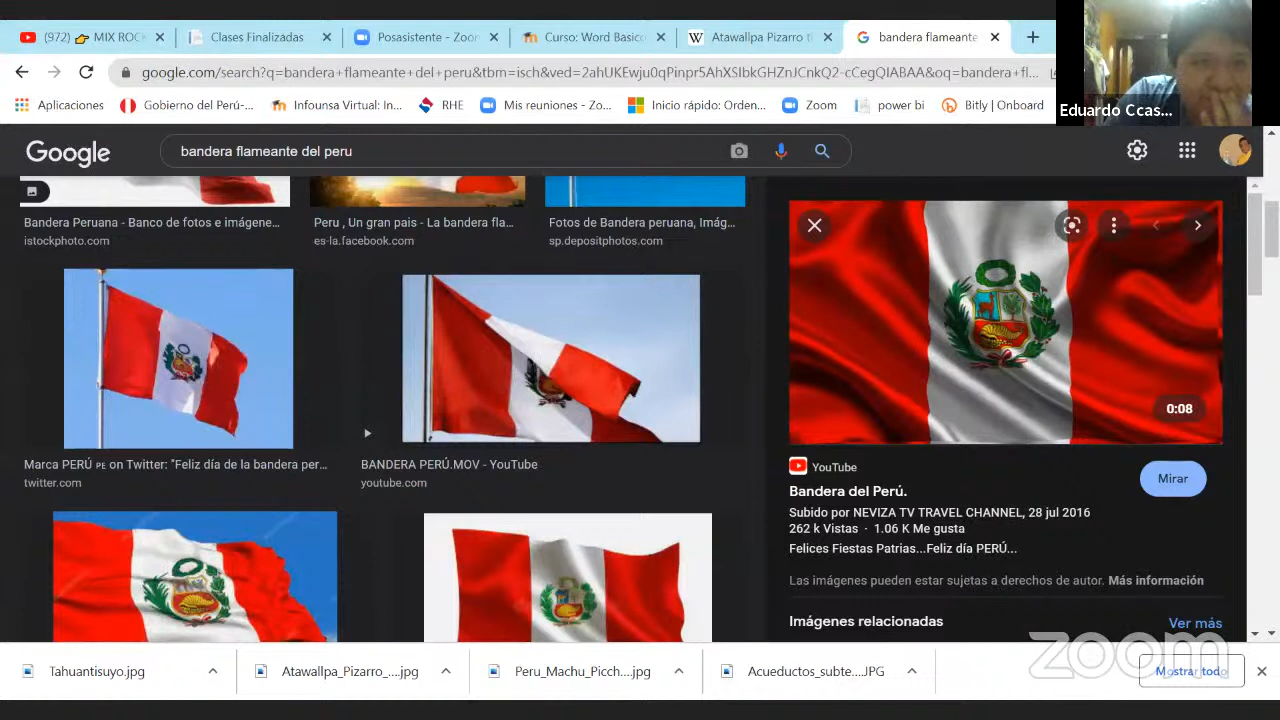 (972) 👉 MIX ROCK
Clases Finalizadas
Posasistente - Zoom
Curso: Word Basico
Atawallpa Pizarro ti
bandera flameante
google.com/search?q=bandera+flameante+del+peru&tbm=isch&ved=2ahUKEwju0qPinpr5AhXSIbkGHZnJCnkQ2-cCegQIABAA&oq=bandera+fl...
Aplicaciones
Gobierno del Perú-...
Infounsa Virtual: In...
RHE
Mis reuniones - Zo...
Inicio rápido: Orden...
Zoom
power bi
Bitly | Onboard
Eduardo Ccas...
Google
bandera flameante del peru
Bandera Peruana - Banco de fotos e imágene...
istockphoto.com
Peru , Un gran pais - La bandera fla...
es-la.facebook.com
Fotos de Bandera peruana, Imág...
sp.depositphotos.com
Marca PERÚ PE on Twitter: "Feliz día de la bandera per...
twitter.com
BANDERA PERÚ.MOV - YouTube
youtube.com
0:08
YouTube
Mirar
Bandera del Perú.
Subido por NEVIZA TV TRAVEL CHANNEL, 28 jul 2016
262 k Vistas · 1.06 K Me gusta
Felices Fiestas Patrias...Feliz día PERÚ...
Las imágenes pueden estar sujetas a derechos de autor. Más información
Imágenes relacionadas
Ver más
Tahuantisuyo.jpg
Atawallpa_Pizarro_....jpg
Peru_Machu_Picch....jpg
Acueductos_subte....JPG
Mostrar todo
zoom